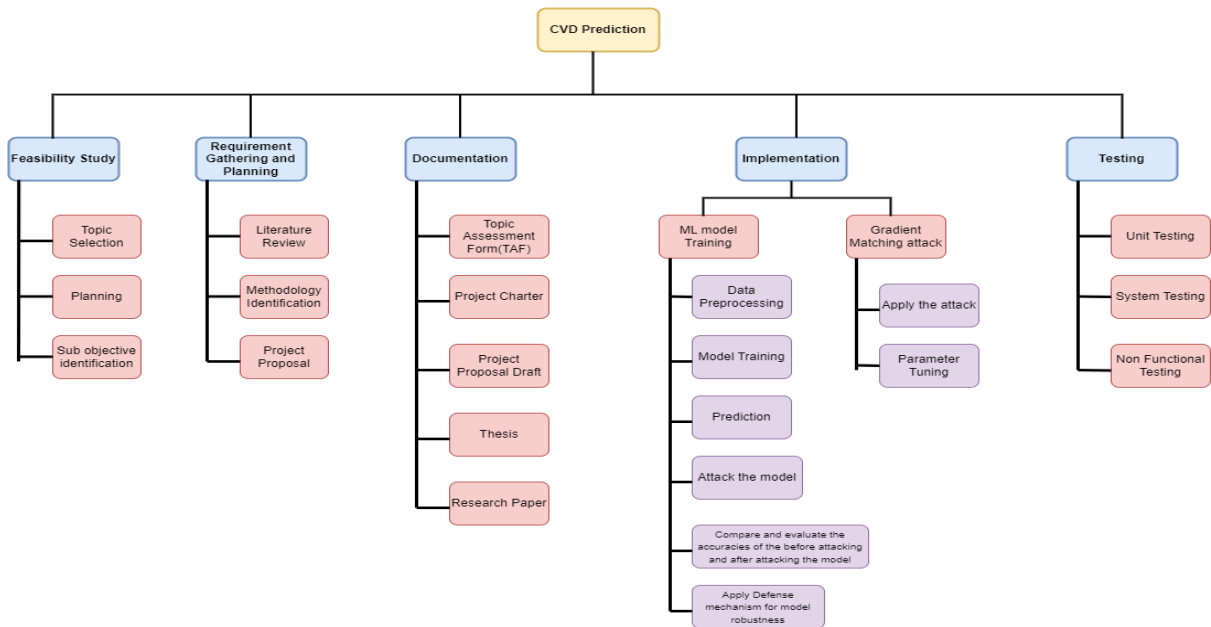 CVD Prediction
Feasibility Study
Requirement
Gathering and
Planning
Documentation
Implementation
Testing
Topic
Selection
Planning
Sub objective
identification
Literature
Review
Methodology
Identification
Project
Proposal
Topic
Assessment
Form(TAF)
Project Charter
Project
Proposal Draft
Thesis
Research Paper
ML model
Training
Data
Preprocessing
Model Training
Prediction
Attack the model
Compare and evaluate the
accuracies of the before attacking
and after attacking the model
Apply Defense
mechanism for model
robustness
Gradient
Matching attack
Apply the attack
Parameter
Tuning
Unit Testing
System Testing
Non Functional
Testing